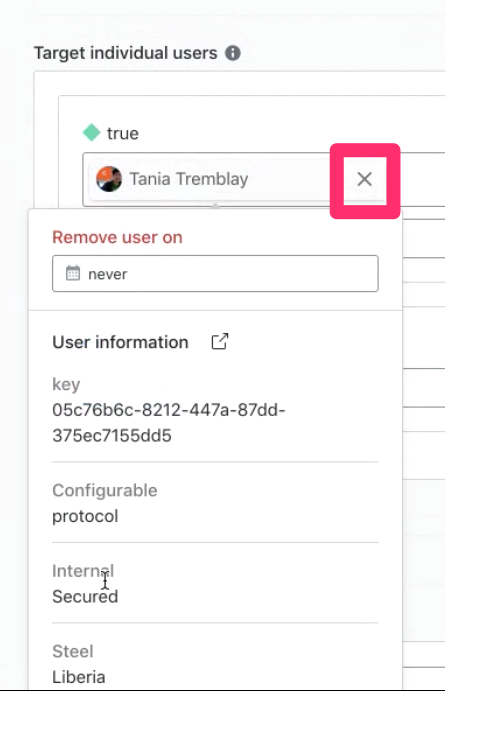 Target individual users
true
Tania Tremblay
Remove user on
never
User information
key
05c76b6c-8212-447a-87dd-
375ec7155dd5
Configurable
protocol
Internal
Secured
Steel
Liberia